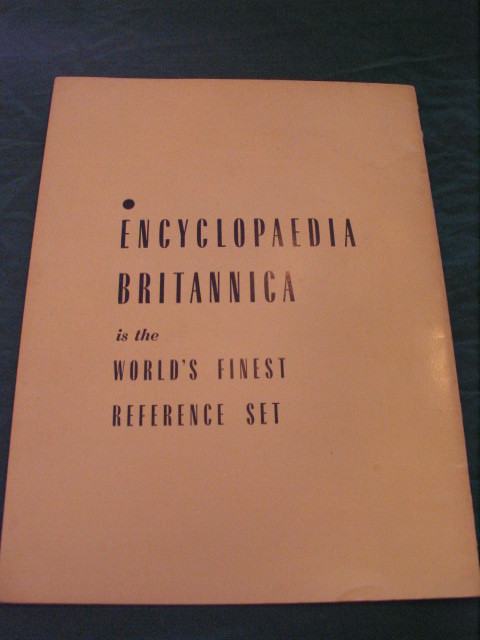 ENCYCLOPAEDIA
BRITANNICA
is the
WORLD'S FINEST
REFERENCE SET